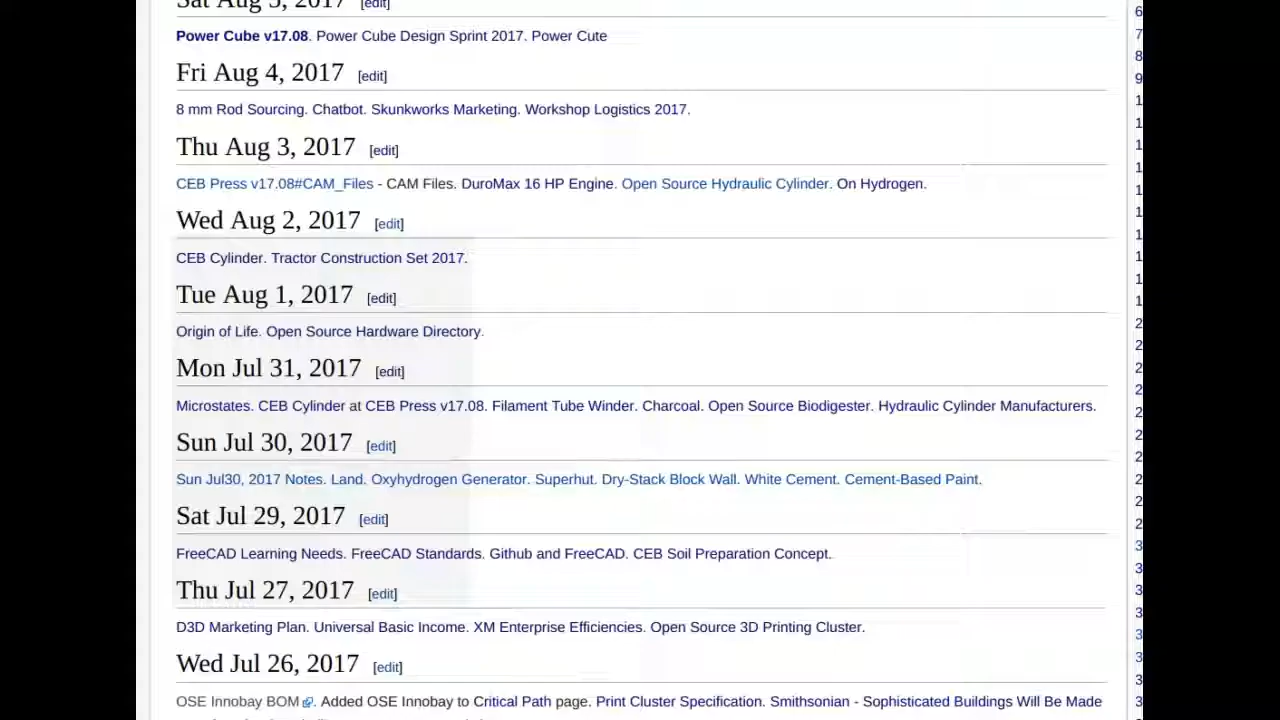 Sat Aug 5, 2017 [edit]
Power Cube v17.08. Power Cube Design Sprint 2017. Power Cute
Fri Aug 4, 2017 [edit]
8 mm Rod Sourcing. Chatbot. Skunkworks Marketing. Workshop Logistics 2017.
Thu Aug 3, 2017 [edit]
CEB Press v17.08#CAM_Files - CAM Files. DuroMax 16 HP Engine. Open Source Hydraulic Cylinder. On Hydrogen.
Wed Aug 2, 2017 [edit]
CEB Cylinder. Tractor Construction Set 2017.
Tue Aug 1, 2017 [edit]
Origin of Life. Open Source Hardware Directory.
Mon Jul 31, 2017 [edit]
Microstates. CEB Cylinder at CEB Press v17.08. Filament Tube Winder. Charcoal. Open Source Biodigester. Hydraulic Cylinder Manufacturers.
Sun Jul 30, 2017 [edit]
Sun Jul30, 2017 Notes. Land. Oxyhydrogen Generator. Superhut. Dry-Stack Block Wall. White Cement. Cement-Based Paint.
Sat Jul 29, 2017 [edit]
FreeCAD Learning Needs. FreeCAD Standards. Github and FreeCAD. CEB Soil Preparation Concept.
Thu Jul 27, 2017 [edit]
D3D Marketing Plan. Universal Basic Income. XM Enterprise Efficiencies. Open Source 3D Printing Cluster.
Wed Jul 26, 2017 [edit]
OSE Innobay BOM. Added OSE Innobay to Critical Path page. Print Cluster Specification. Smithsonian - Sophisticated Buildings Will Be Made